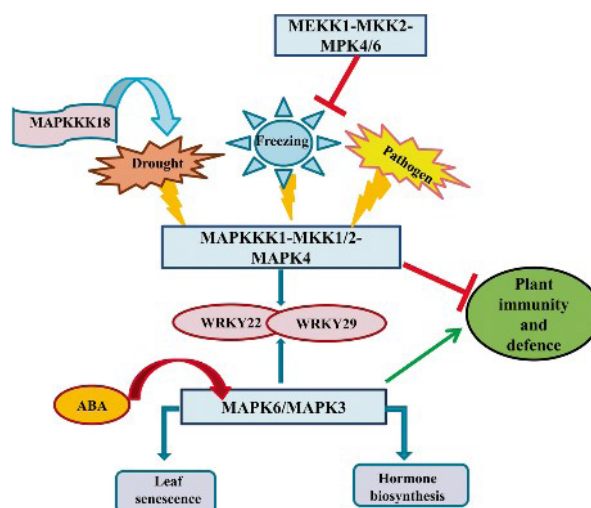 MEKK1-MKK2-
MPK4/6
MAPKKK18
Drought
Freezing
Pathogen
MAPKKK1-MKK1/2-
MAPK4
WRKY22
WRKY29
Plant
immunity
and
defence
ABA
MAPK6/MAPK3
Leaf
senescence
Hormone
biosynthesis